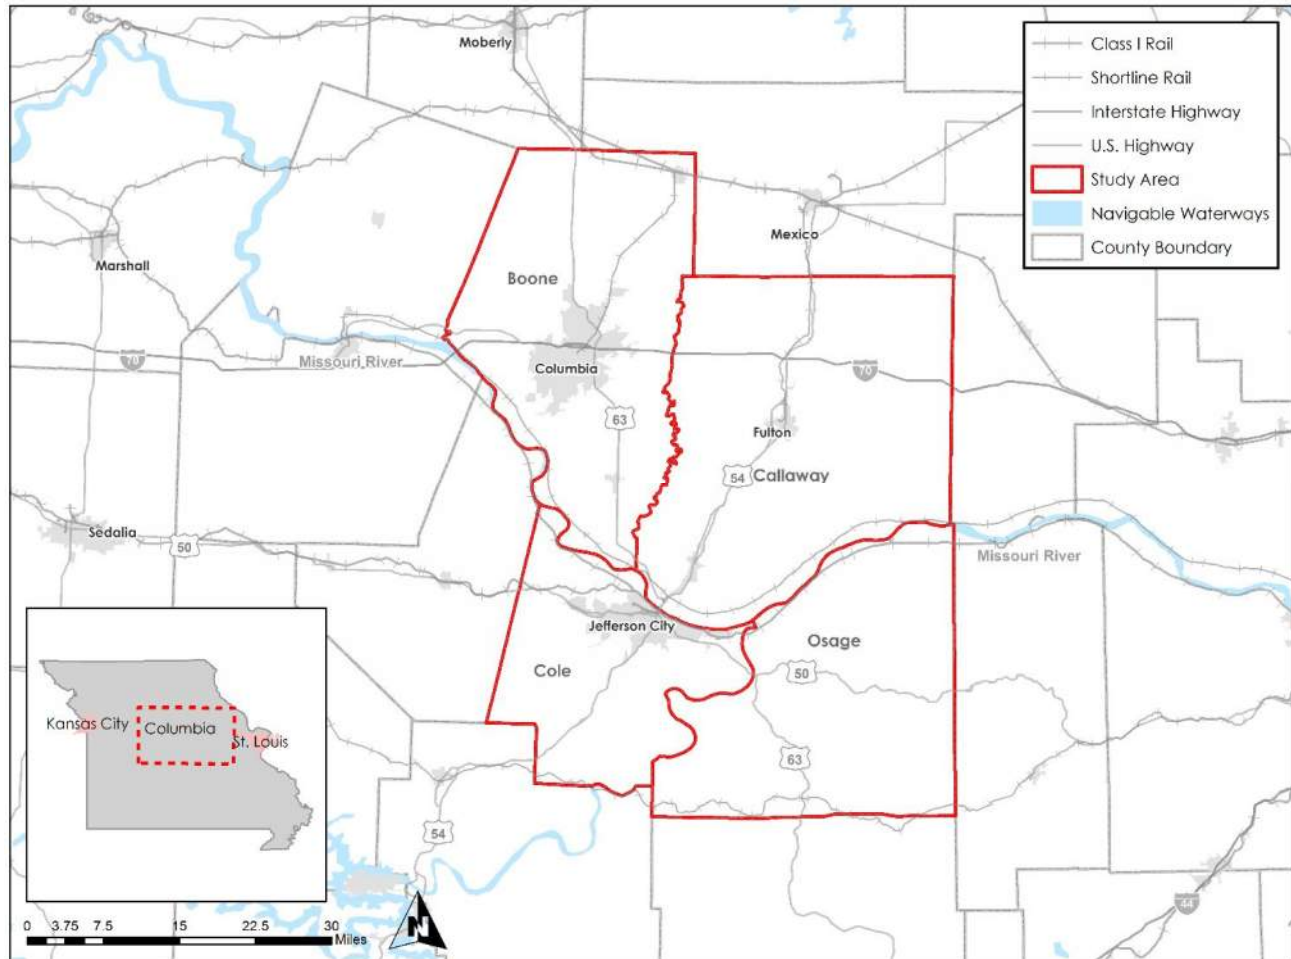 Moberly
Class I Rail
Shortline Rail
Interstate Highway
U.S. Highway
Study Area
Navigable Waterways
County Boundary
Mexico
Marshall
Boone
Missouri River
70
Columbia
70
63
Fulton
54
Callaway
Sedalia
50
Missouri River
Jefferson City
Osage
Cole
50
63
Kansas City
Columbia
St. Louis
54
44
N
0 3.75 7.5 15 22.5 30
Miles